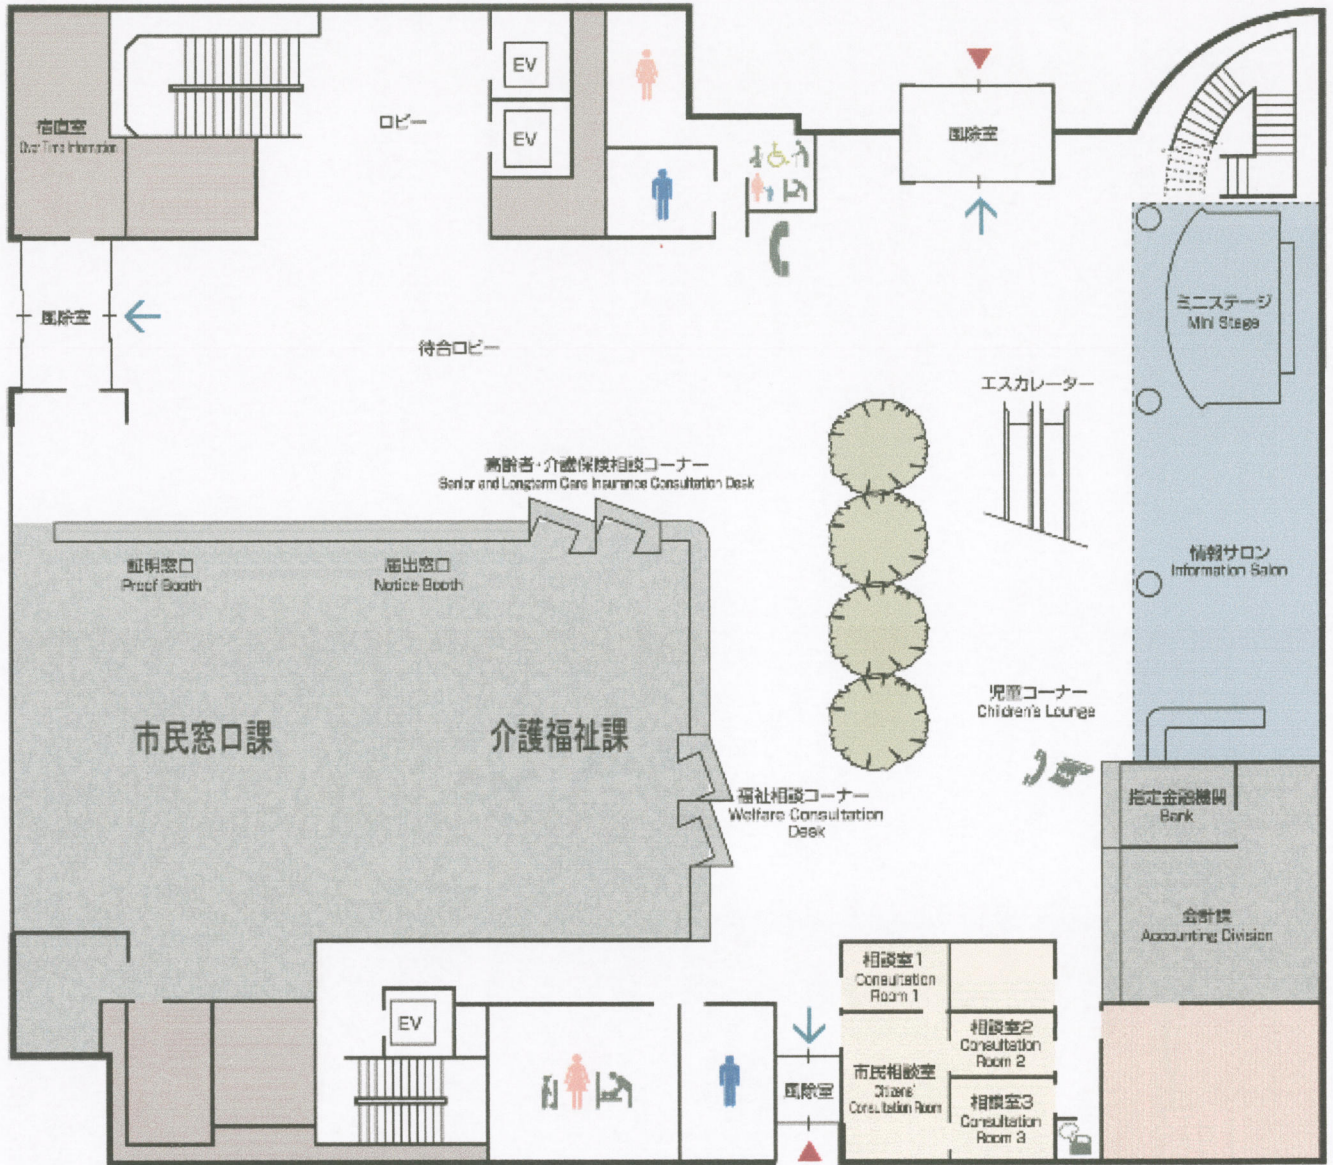 EV
EV
ロビー
宿直室
Over Time Information
風除室
風除室
ミニステージ
Mini Stage
待合ロビー
エスカレーター
高齢者・介護保険相談コーナー
Senior and Longterm Care Insurance Consultation Desk
証明窓口
Proof Booth
届出窓口
Notice Booth
情報サロン
Information Salon
児童コーナー
Children's Lounge
市民窓口課
介護福祉課
福祉相談コーナー
Welfare Consultation
Desk
指定金融機関
Bank
会計課
Accounting Division
相談室1
Consultation
Room 1
EV
相談室2
Consultation
Room 2
風除室
市民相談室
Citizens'
Consultation Room
相談室3
Consultation
Room 3